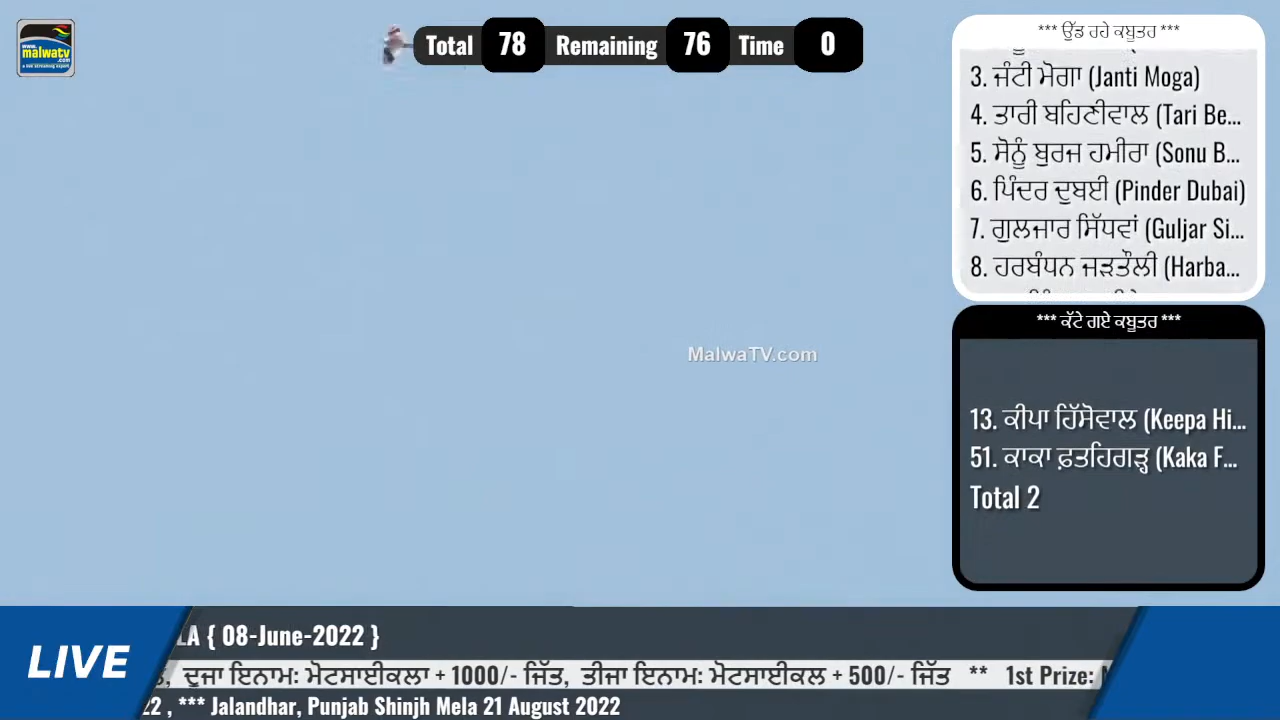 www.
malwatv
.com
Total 78 Remaining 76 Time 0
*** ਉੱਡ ਰਹੇ ਕਬੂਤਰ ***
3. ਜੰਟੀ ਮੋਗਾ (Janti Moga)
4. ਤਾਰੀ ਬਹਿਣੀਵਾਲ (Tari Be...
5. ਸੋਨੂੰ ਬੁਰਜ ਹਮੀਰਾ (Sonu B...
6. ਪਿੰਦਰ ਦੁਬਈ (Pinder Dubai)
7. ਗੁਲਜਾਰ ਸਿੱਧਵਾਂ (Guljar Si...
8. ਹਰਬੰਧਨ ਜੜਤੌਲੀ (Harba...
MalwaTV.com
*** ਕੱਟੇ ਗਏ ਕਬੂਤਰ ***
13. ਕੀਪਾ ਹਿੱਸੋਵਾਲ (Keepa Hi...
51. ਕਾਕਾ ਫ਼ਤਹਿਗੜ੍ਹ (Kaka F...
Total 2
LIVE
LA { 08-June-2022 }
ਦੂਜਾ ਇਨਾਮ: ਮੋਟਸਾਈਕਲਾ + 1000/- ਜਿੱਤ, ਤੀਜਾ ਇਨਾਮ: ਮੋਟਸਾਈਕਲ + 500/- ਜਿੱਤ ** 1st Prize:
22 , *** Jalandhar, Punjab Shinjh Mela 21 August 2022